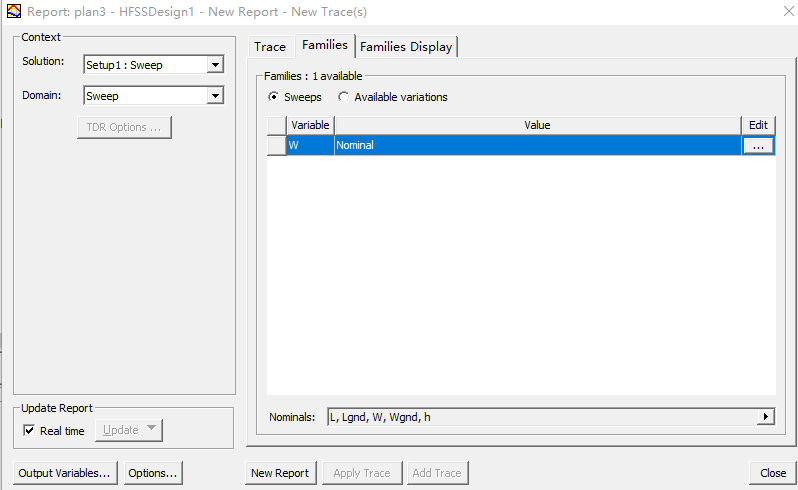 Report: plan3 - HFSSDesign1 - New Report - New Trace(s)
Context
Solution: Setup1 : Sweep
Domain: Sweep
TDR Options ...
Update Report
Real time Update
Output Variables... Options...
Trace Families Families Display
Families : 1 available
Sweeps Available variations
Variable Value Edit
W Nominal ...
Nominals: L, Lgnd, W, Wgnd, h
New Report Apply Trace Add Trace Close